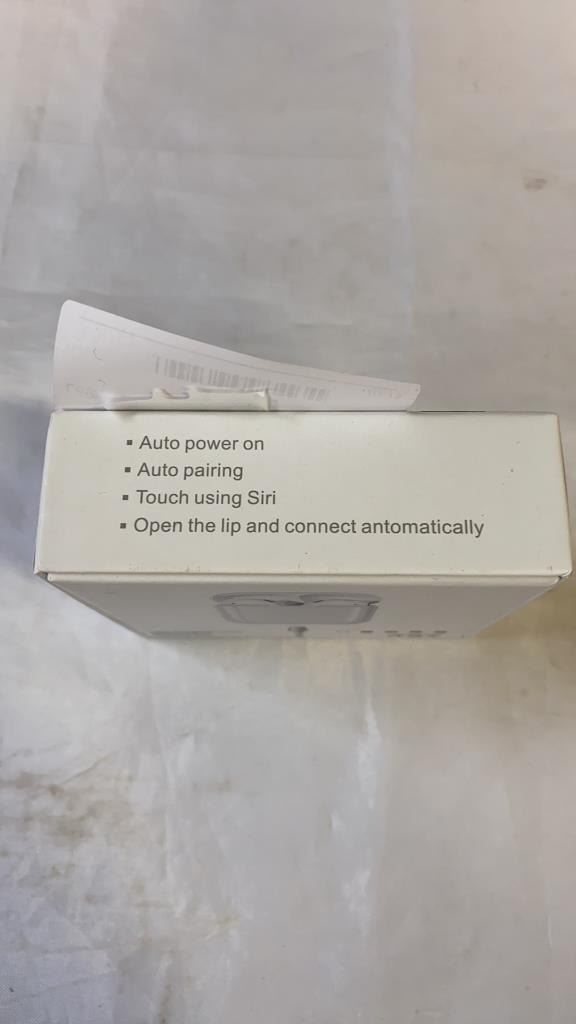 ▪ Auto power on
▪ Auto pairing
▪ Touch using Siri
▪ Open the lip and connect antomatically